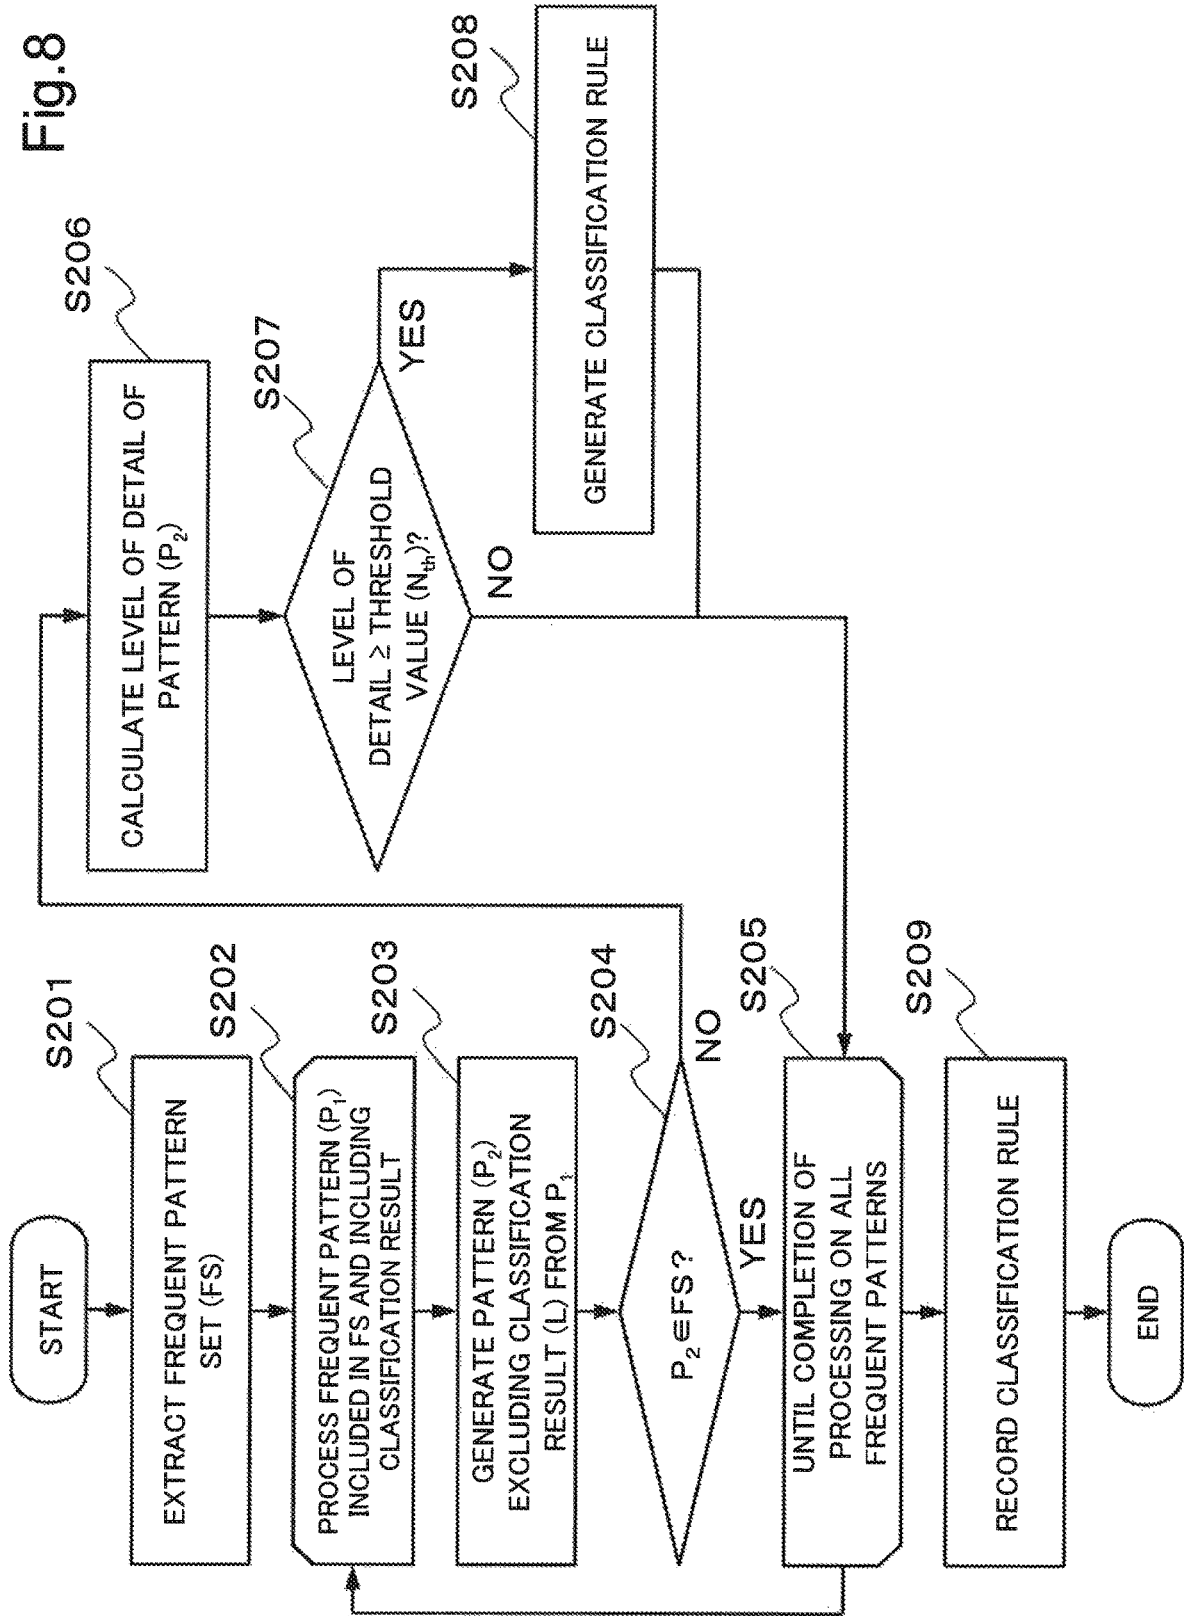 Fig.8
START
S201
EXTRACT FREQUENT PATTERN
SET (FS)
S202
PROCESS FREQUENT PATTERN (P₁)
INCLUDED IN FS AND INCLUDING
CLASSIFICATION RESULT
S203
GENERATE PATTERN (P₂)
EXCLUDING CLASSIFICATION
RESULT (L) FROM P₁
S204
P₂ ∈ FS?
NO
YES
S205
UNTIL COMPLETION OF
PROCESSING ON ALL
FREQUENT PATTERNS
S209
RECORD CLASSIFICATION RULE
END
S206
CALCULATE LEVEL OF DETAIL OF
PATTERN (P₂)
S207
LEVEL OF
DETAIL ≥ THRESHOLD
VALUE (Nth)?
YES
NO
S208
GENERATE CLASSIFICATION RULE